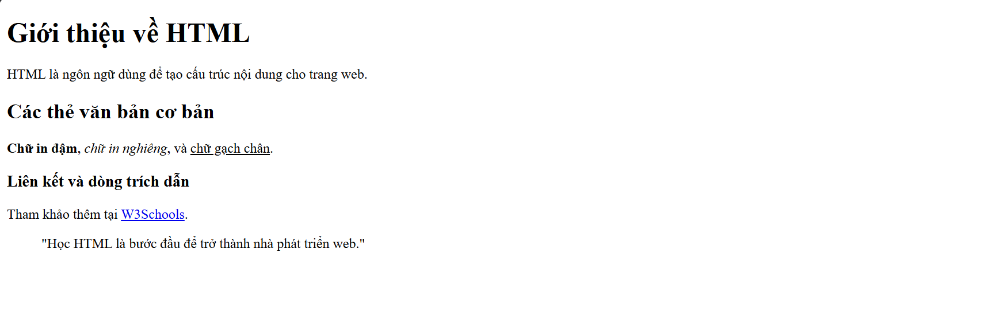 Giới thiệu về HTML
HTML là ngôn ngữ dùng để tạo cấu trúc nội dung cho trang web.
Các thẻ văn bản cơ bản
Chữ in đậm, chữ in nghiêng, và chữ gạch chân.
Liên kết và dòng trích dẫn
Tham khảo thêm tại W3Schools.
"Học HTML là bước đầu để trở thành nhà phát triển web."